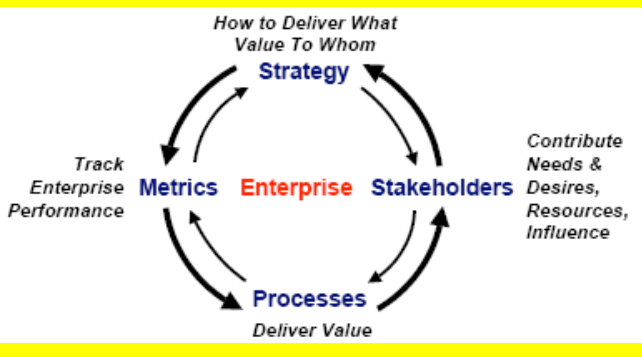 How to Deliver What
Value To Whom
Strategy
Track
Enterprise
Performance
Metrics
Enterprise
Stakeholders
Contribute
Needs &
Desires,
Resources,
Influence
Processes
Deliver Value